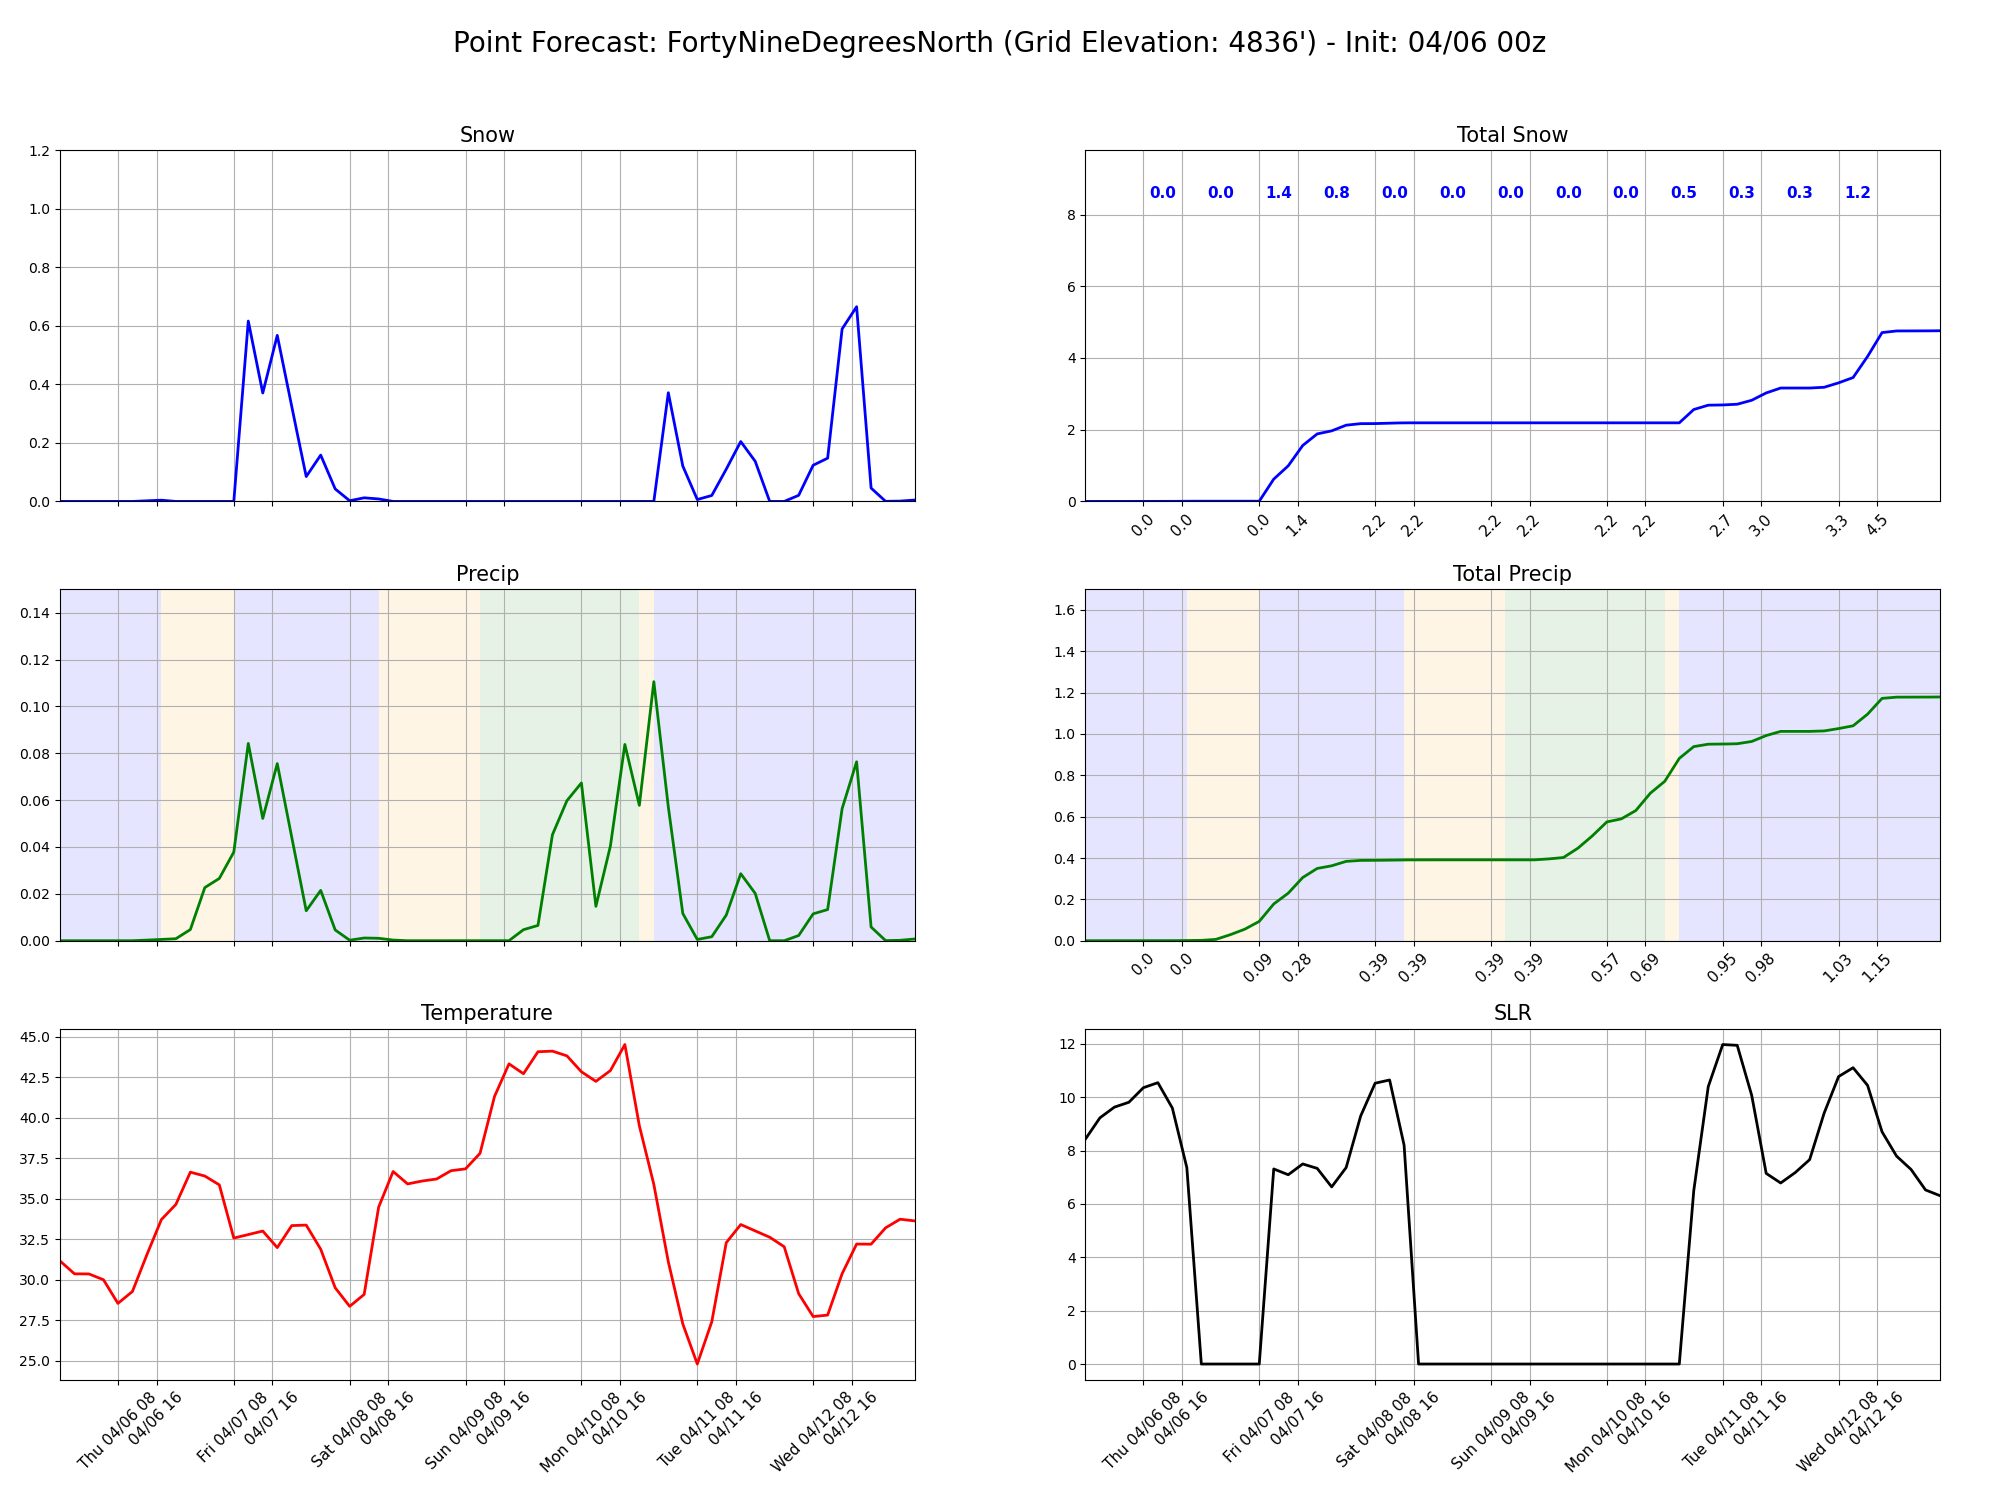 Point Forecast: FortyNineDegreesNorth (Grid Elevation: 4836') - Init: 04/06 00z
Snow
1.2
1.0
0.8
0.6
0.4
0.2
0.0
Total Snow
0.0 0.0 1.4 0.8 0.0 0.0 0.0 0.0 0.0 0.5 0.3 0.3 1.2
8
6
4
2
0
0.0 0.0 0.0 1.4 2.2 2.2 2.2 2.2 2.2 2.2 2.7 3.0 3.3 4.5
Precip
0.14
0.12
0.10
0.08
0.06
0.04
0.02
0.00
Total Precip
1.6
1.4
1.2
1.0
0.8
0.6
0.4
0.2
0.0
0.0 0.0 0.09 0.28 0.39 0.39 0.39 0.39 0.57 0.69 0.95 0.98 1.03 1.15
Temperature
45.0
42.5
40.0
37.5
35.0
32.5
30.0
27.5
25.0
Thu 04/06 08
04/06 16
Fri 04/07 08
04/07 16
Sat 04/08 08
04/08 16
Sun 04/09 08
04/09 16
Mon 04/10 08
04/10 16
Tue 04/11 08
04/11 16
Wed 04/12 08
04/12 16
SLR
12
10
8
6
4
2
0
Thu 04/06 08
04/06 16
Fri 04/07 08
04/07 16
Sat 04/08 08
04/08 16
Sun 04/09 08
04/09 16
Mon 04/10 08
04/10 16
Tue 04/11 08
04/11 16
Wed 04/12 08
04/12 16